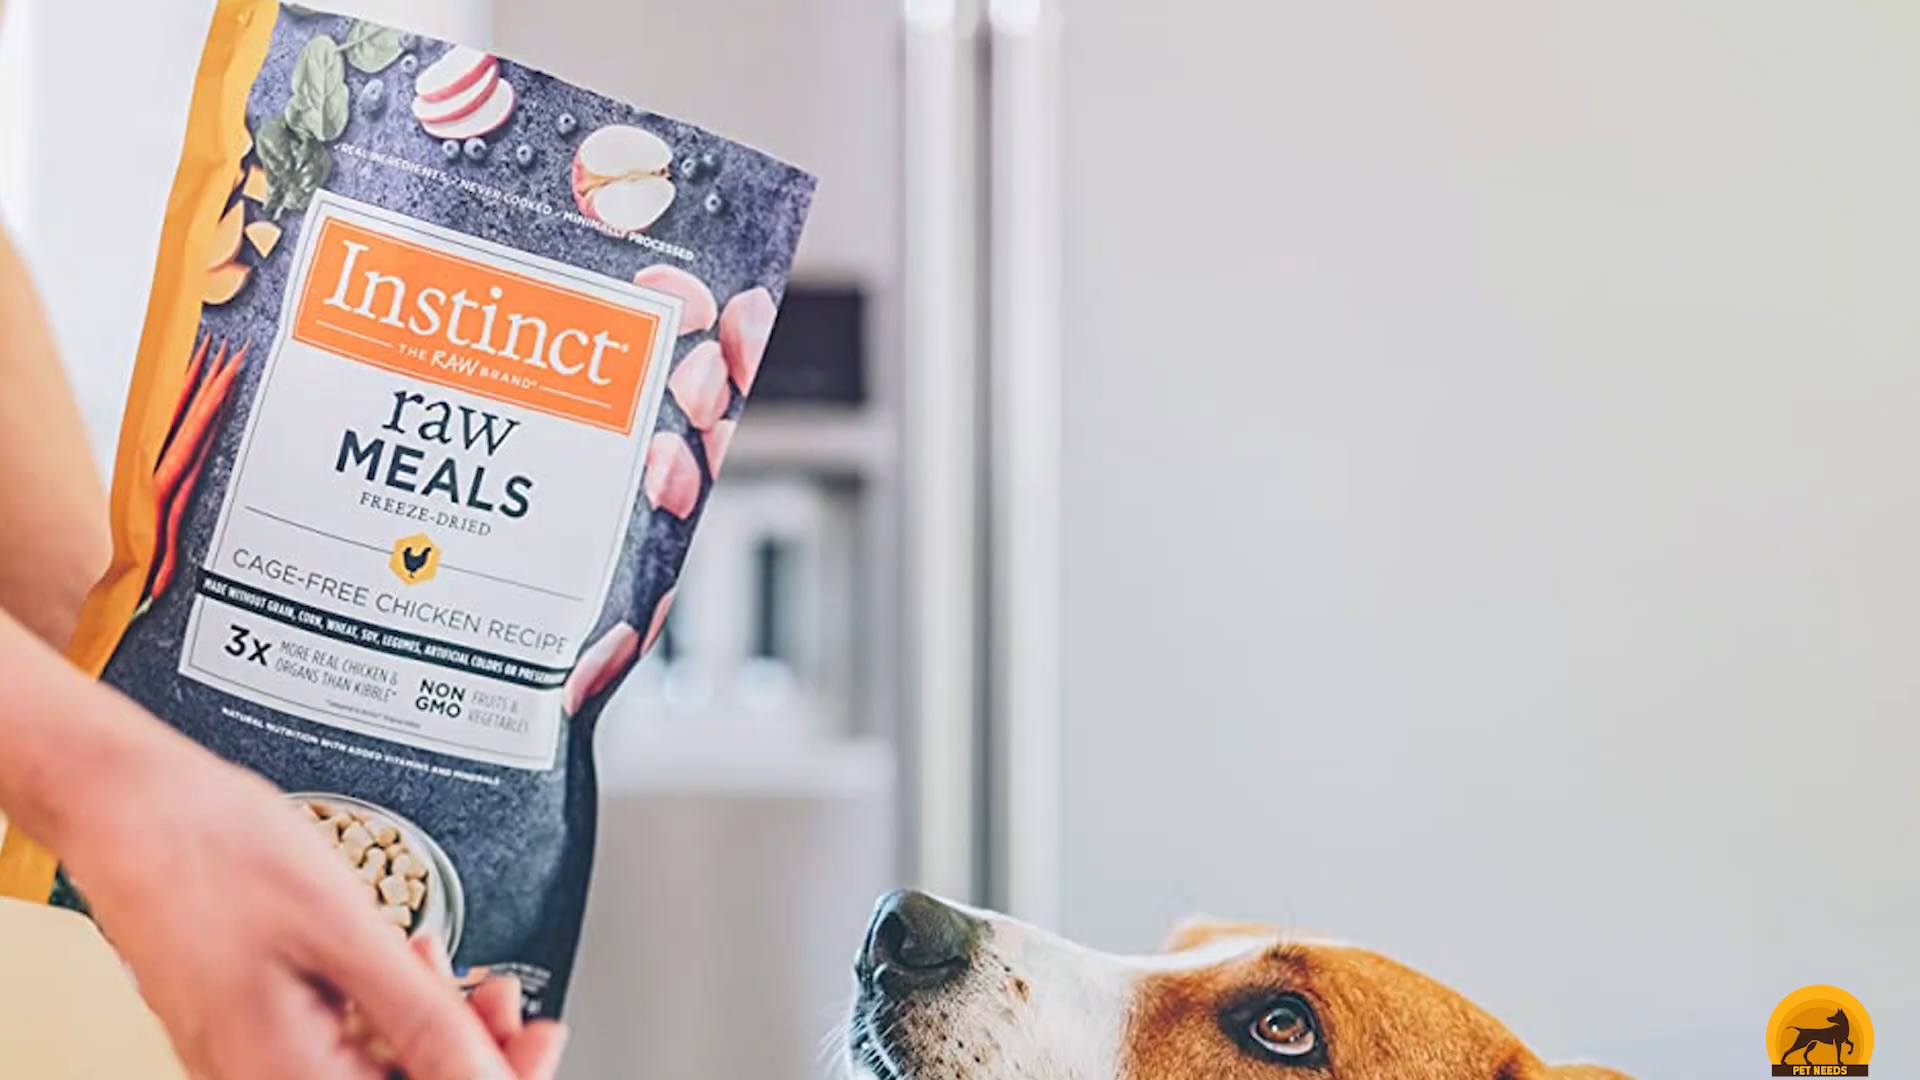 REAL INGREDIENTS / NEVER COOKED / MINIMALLY PROCESSED
Instinct®
THE RAW BRAND®
raw
MEALS
FREEZE-DRIED
CAGE-FREE CHICKEN RECIPE
MADE WITHOUT GRAIN, CORN, WHEAT, SOY, LEGUMES, ARTIFICIAL COLORS OR
3x MORE REAL CHICKEN &
ORGANS THAN KIBBLE*
NON
GMO
FRUITS &
VEGETABLES
NATURAL NUTRITION WITH ADDED VITAMINS AND MINERALS
PET NEEDS